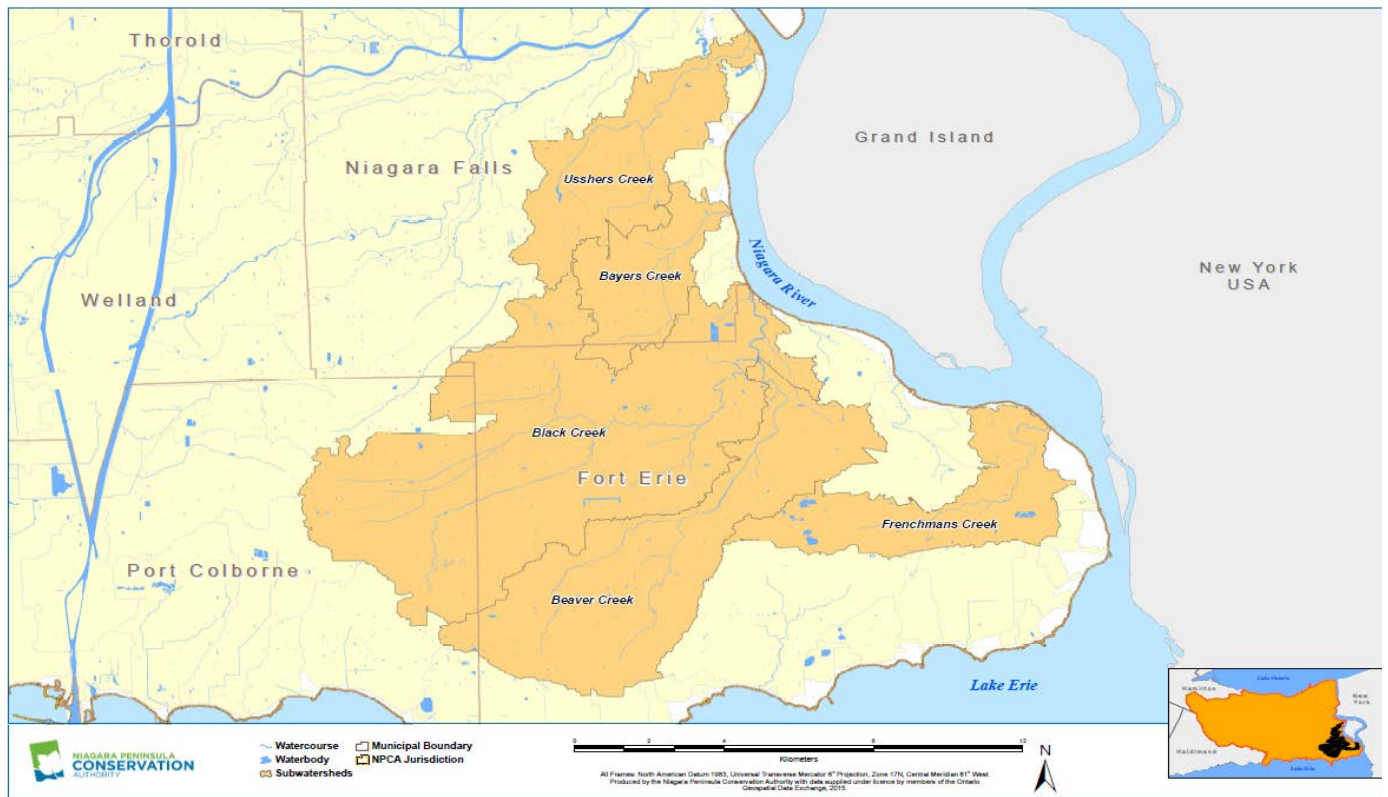 Thorold
Niagara Falls
Grand Island
Usshers Creek
Bayers Creek
Niagara River
New York
USA
Welland
Black Creek
Fort Erie
Frenchmans Creek
Port Colborne
Beaver Creek
Lake Erie
NIAGARA PENINSULA
CONSERVATION
AUTHORITY
Watercourse
Waterbody
Subwatersheds
Municipal Boundary
NPCA Jurisdiction
0 2 4 8 12
Kilometers
N
All Frames: North American Datum 1983, Universal Transverse Mercator 6° Projection, Zone 17N, Central Meridian 81° West.
Produced by the Niagara Peninsula Conservation Authority with data supplied under licence by members of the Ontario
Geospatial Data Exchange, 2015.
Lake Ontario
Hamilton
New
York
Haldimand
Lake Erie